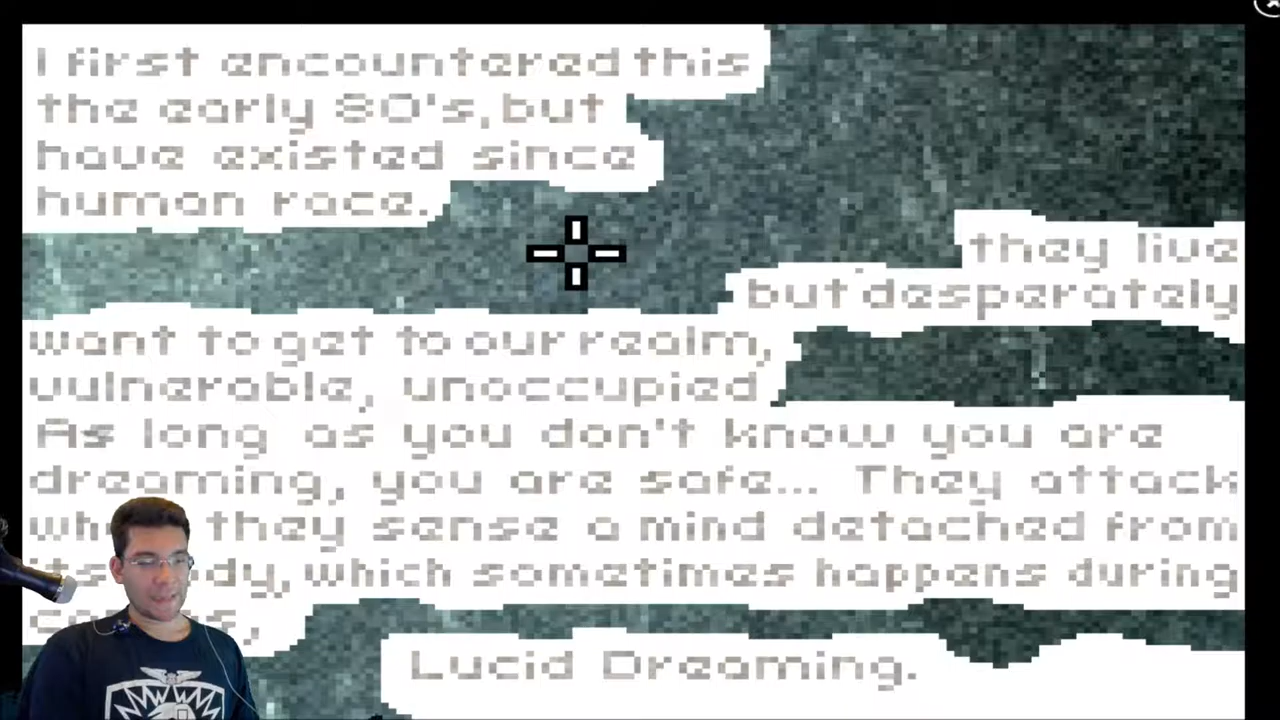 I first encountered this
the early 80's, but
have existed since
human race.
they live
but desperately
want to get to our realm,
vulnerable, unoccupied
As long as you don't know you are
dreaming, you are safe... They attack
they sense a mind detached from
which sometimes happens during
Lucid Dreaming.